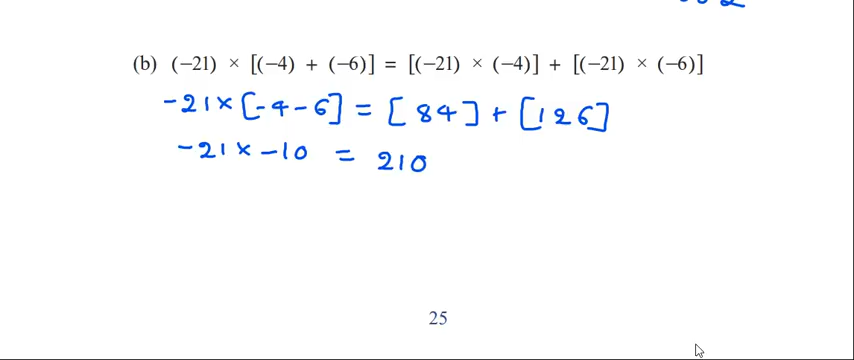 (b) (−21) × [(−4) + (−6)] = [(−21) × (−4)] + [(−21) × (−6)]
-21 × [-4 - 6] = [ 84 ] + [126]
-21 × -10 = 210
25